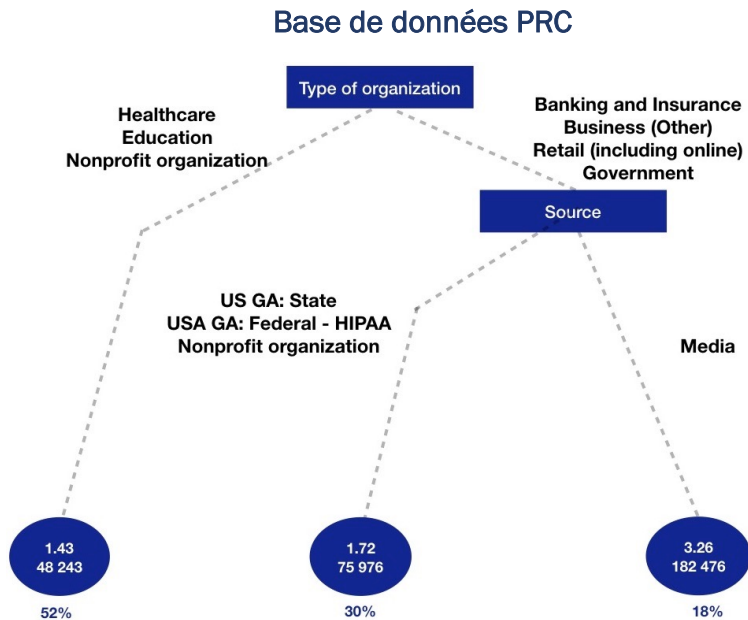 Base de données PRC
Type of organization
Healthcare
Education
Nonprofit organization
Banking and Insurance
Business (Other)
Retail (including online)
Government
Source
US GA: State
USA GA: Federal - HIPAA
Nonprofit organization
Media
1.43
48 243
1.72
75 976
3.26
182 476
52%
30%
18%